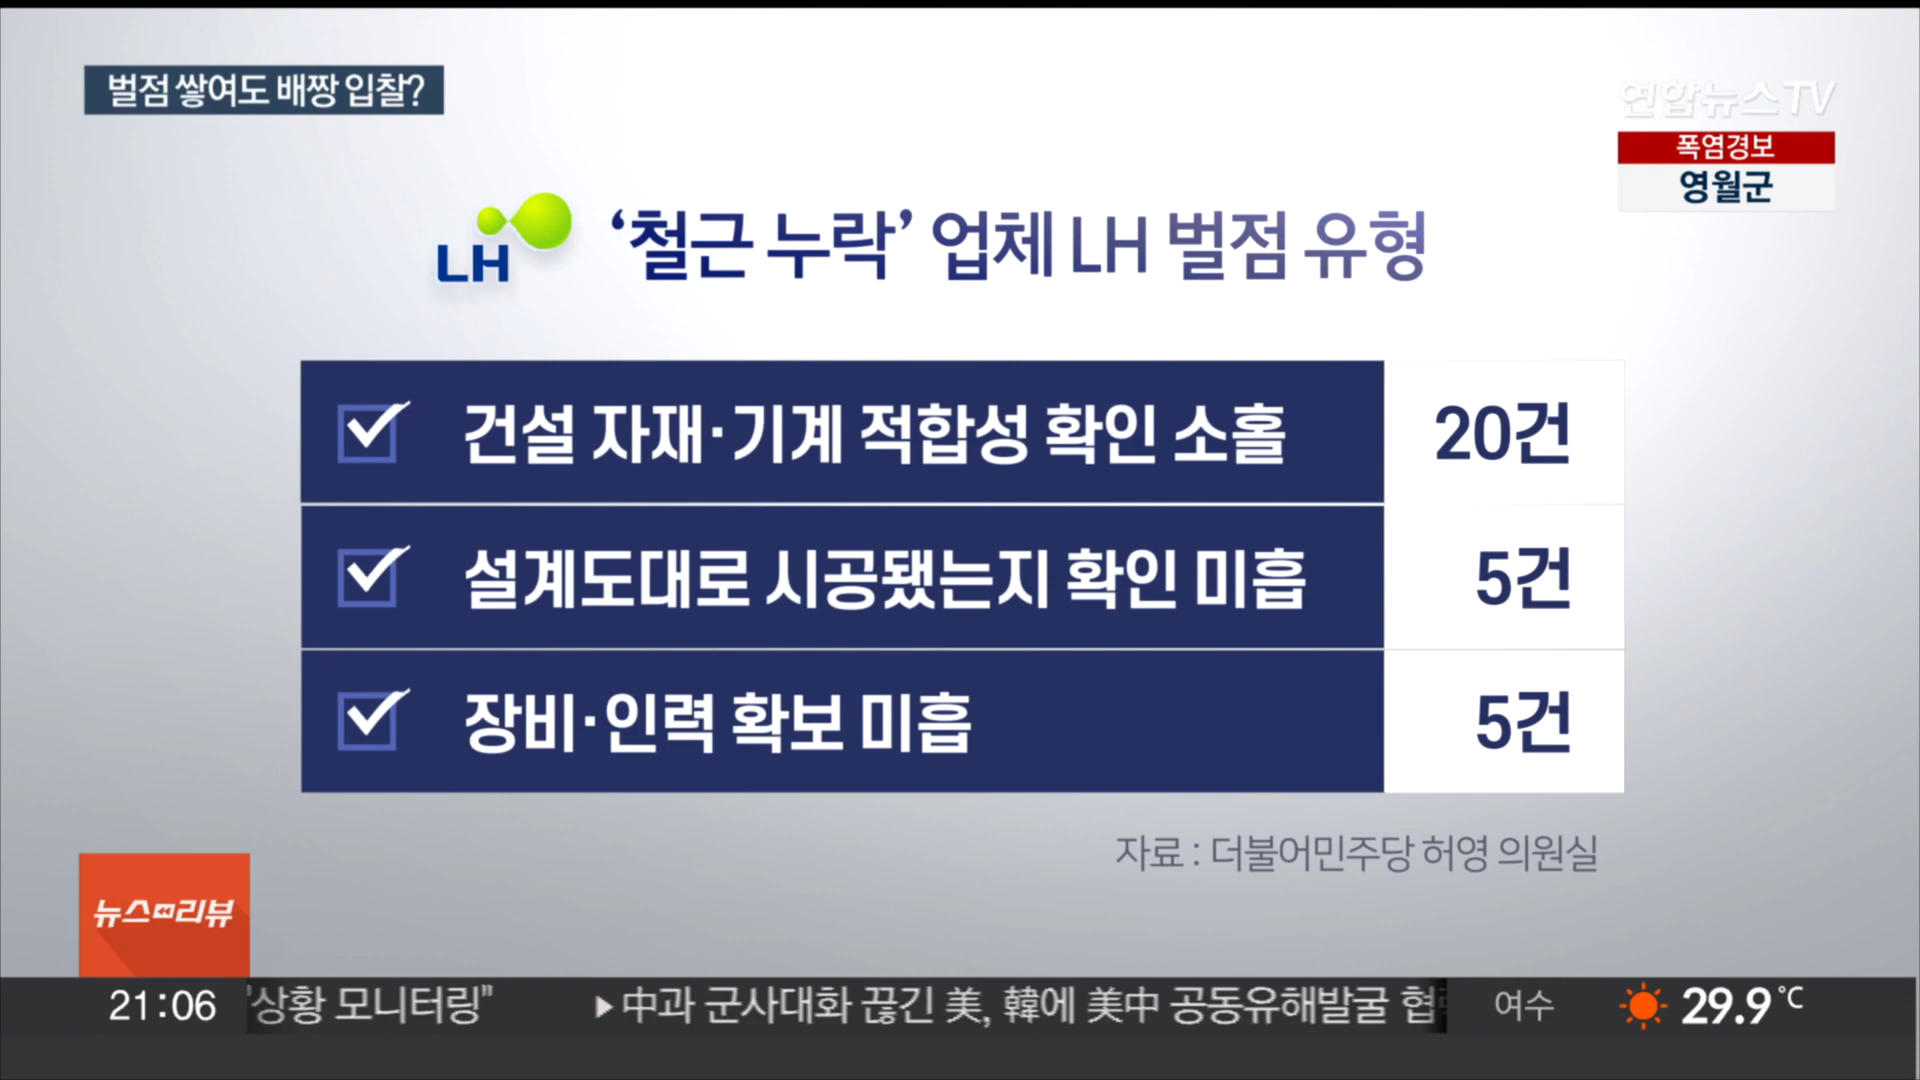 벌점 쌓여도 배짱 입찰?
연합뉴스TV
폭염경보
영월군
LH
‘철근 누락’ 업체 LH 벌점 유형
건설 자재·기계 적합성 확인 소홀 20건
설계도대로 시공됐는지 확인 미흡 5건
장비·인력 확보 미흡 5건
자료 : 더불어민주당 허영 의원실
뉴스리뷰
21:06 "상황 모니터링" ▶中과 군사대화 끊긴 美, 韓에 美中 공동유해발굴 여수 29.9℃